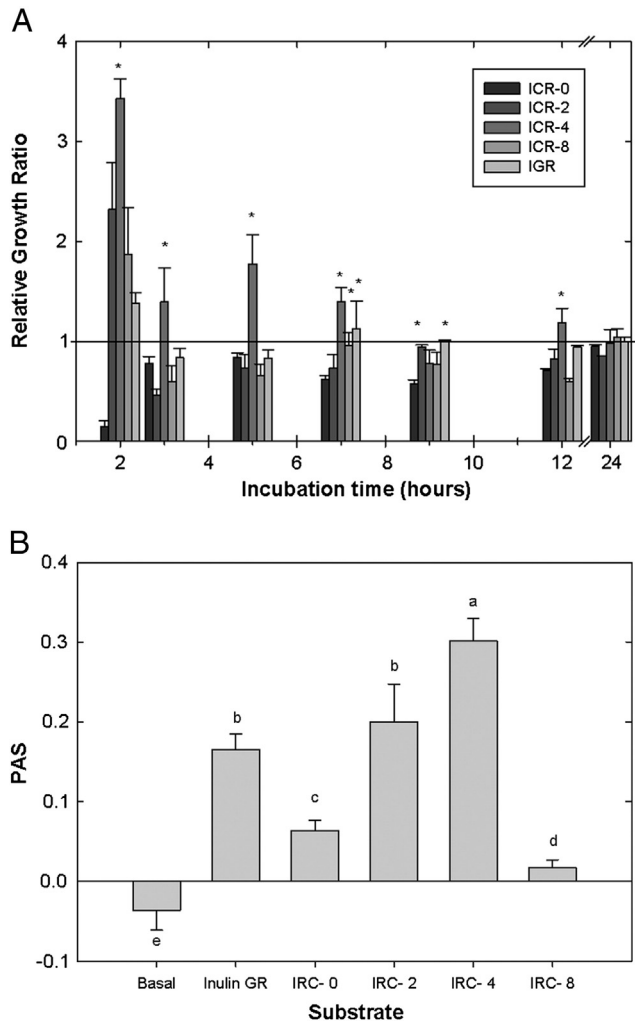 A
4
3
2
1
0
Relative Growth Ratio
*
*
*
*
*
*
*
*
*
ICR-0
ICR-2
ICR-4
ICR-8
IGR
2
4
6
8
10
12
24
Incubation time (hours)
B
0.4
0.3
0.2
0.1
0.0
-0.1
PAS
e
b
c
b
a
d
Basal
Inulin GR
IRC- 0
IRC- 2
IRC- 4
IRC- 8
Substrate